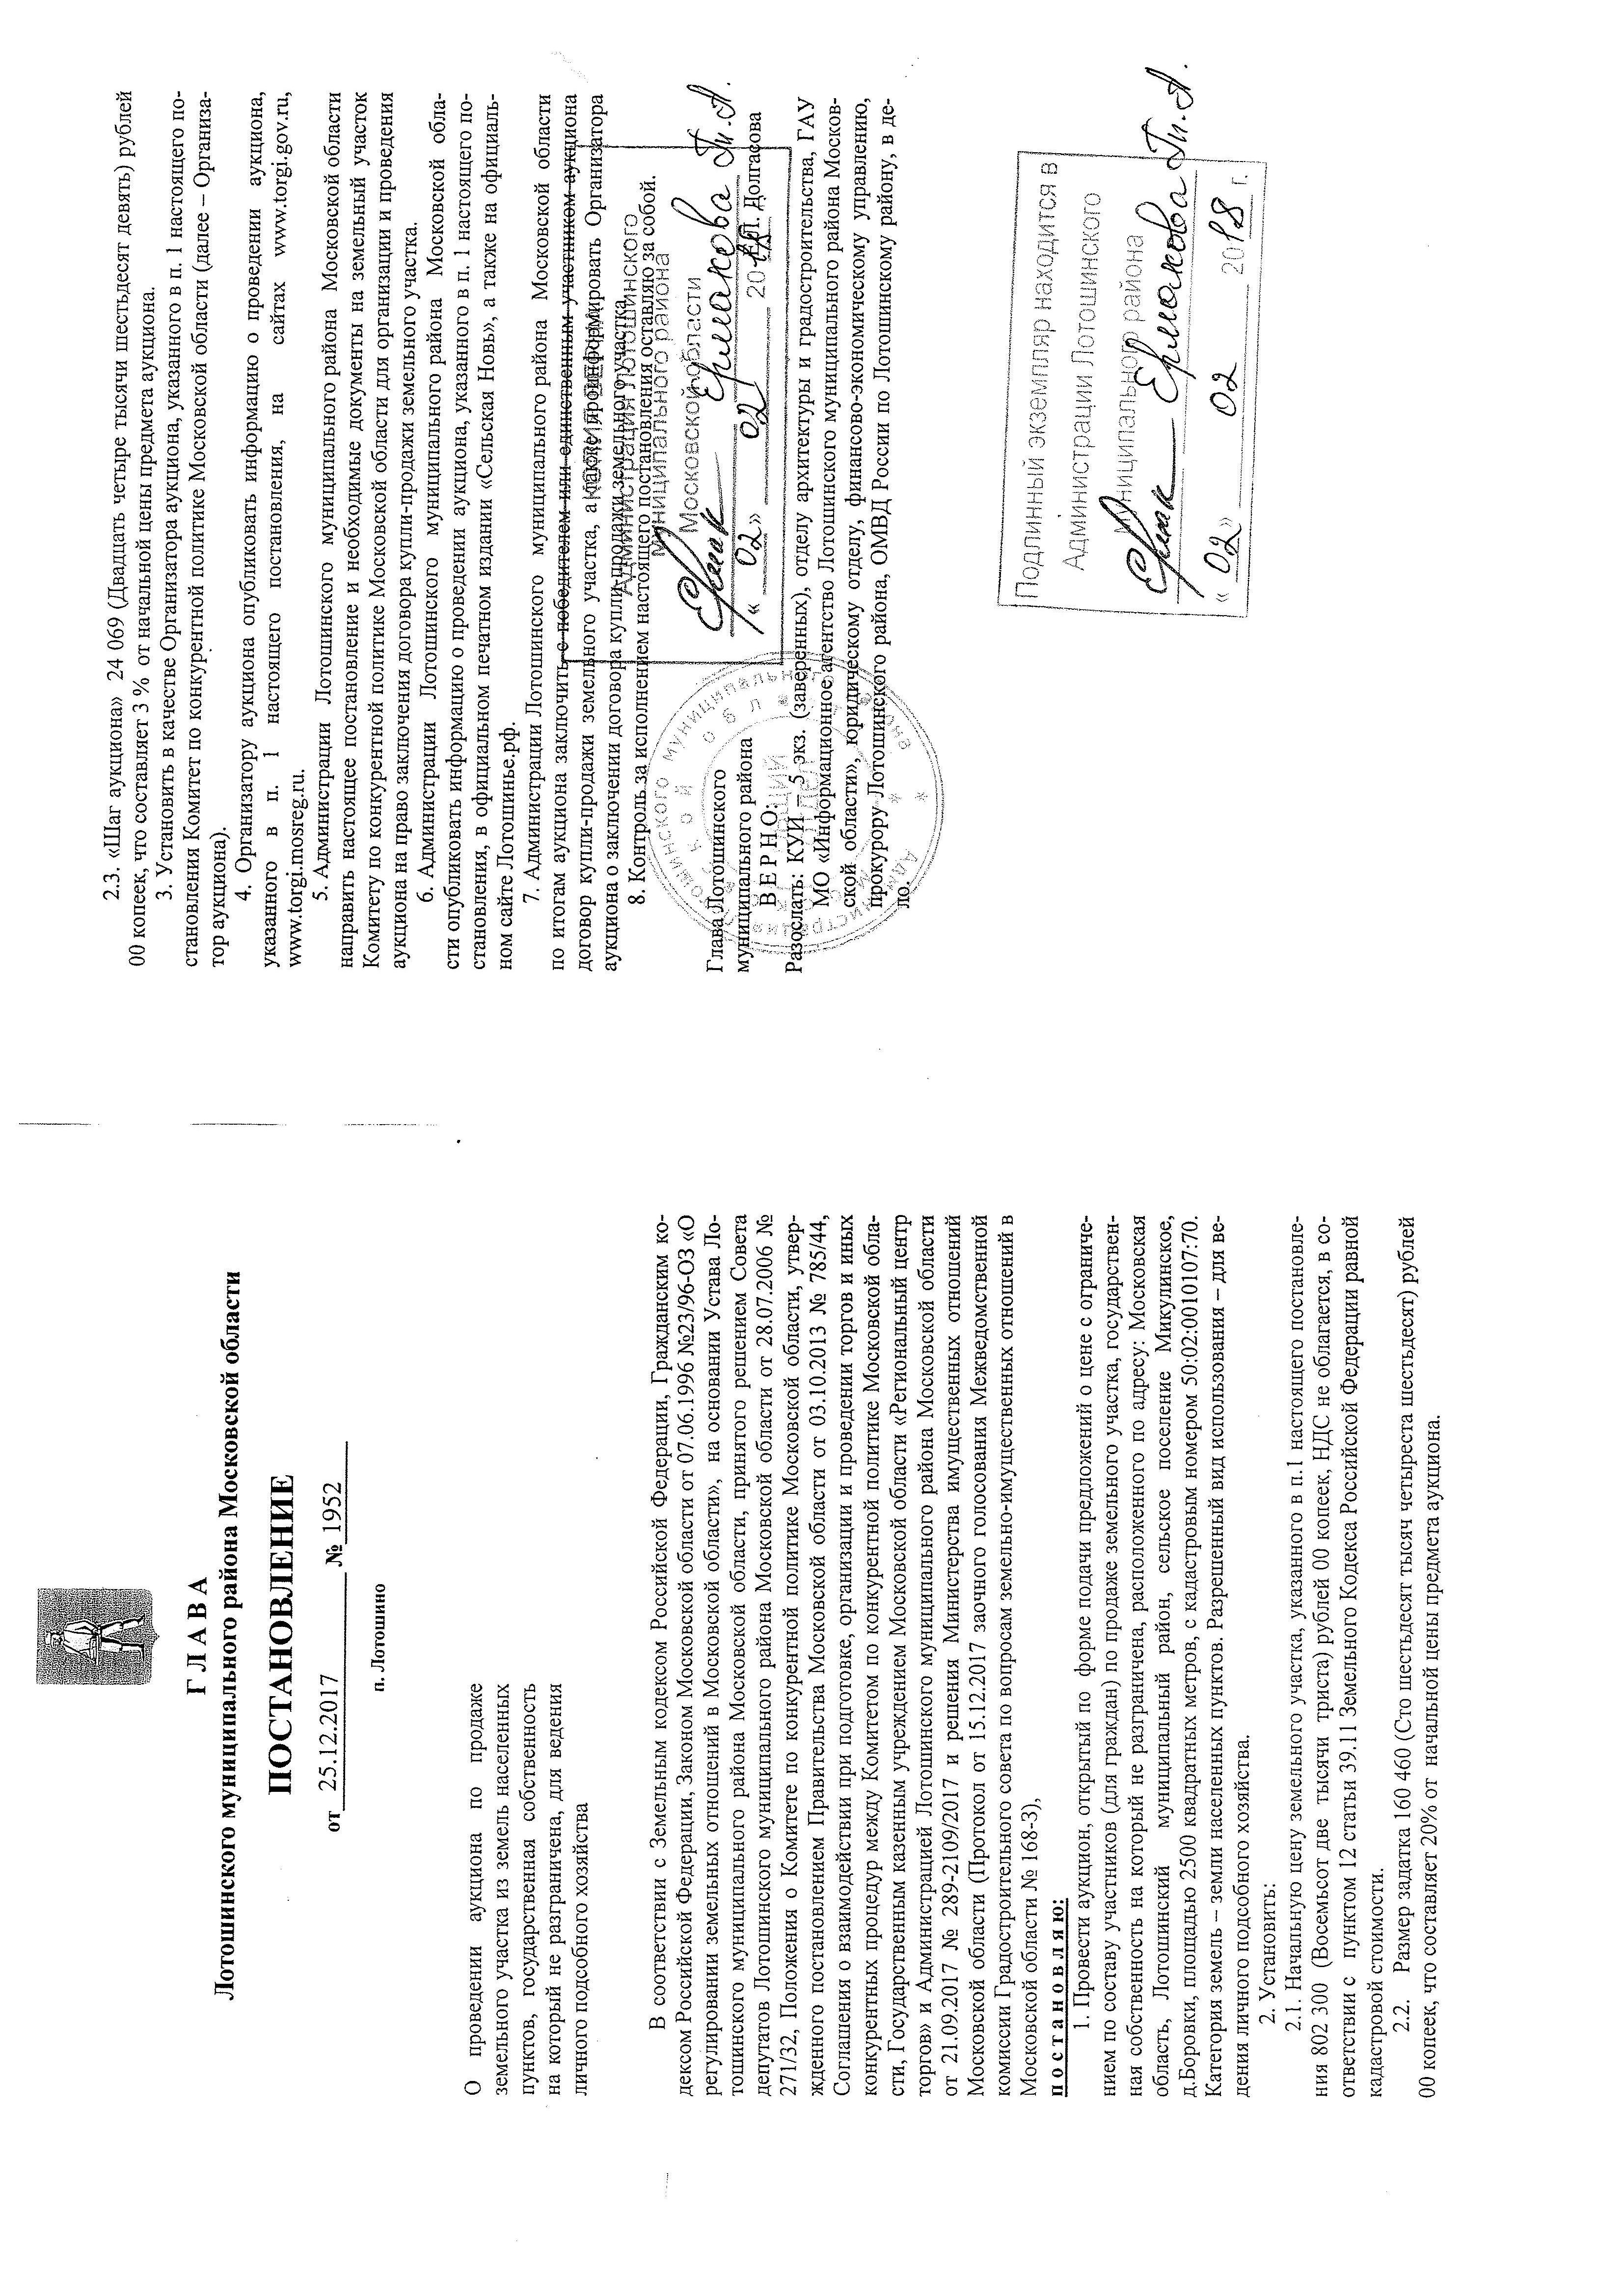 Г Л А В А
Лотошинского муниципального района Московской области
ПОСТАНОВЛЕНИЕ
от 25.12.2017 № 1952
п. Лотошино
О проведении аукциона по продаже
земельного участка из земель населенных
пунктов, государственная собственность
на который не разграничена, для ведения
личного подсобного хозяйства
В соответствии с Земельным кодексом Российской Федерации, Гражданским ко-
дексом Российской Федерации, Законом Московской области от 07.06.1996 №23/96-ОЗ «О
регулировании земельных отношений в Московской области», на основании Устава Ло-
тошинского муниципального района Московской области, принятого решением Совета
депутатов Лотошинского муниципального района Московской области от 28.07.2006 №
271/32, Положения о Комитете по конкурентной политике Московской области, утвер-
жденного постановлением Правительства Московской области от 03.10.2013 № 785/44,
Соглашения о взаимодействии при подготовке, организации и проведении торгов и иных
конкурентных процедур между Комитетом по конкурентной политике Московской обла-
сти, Государственным казенным учреждением Московской области «Региональный центр
торгов» и Администрацией Лотошинского муниципального района Московской области
от 21.09.2017 № 289-2109/2017 и решения Министерства имущественных отношений
Московской области (Протокол от 15.12.2017 заочного голосования Межведомственной
комиссии Градостроительного совета по вопросам земельно-имущественных отношений в
Московской области № 168-3),
п о с т а н о в л я ю:
1. Провести аукцион, открытый по форме подачи предложений о цене с ограниче-
нием по составу участников (для граждан) по продаже земельного участка, государствен-
ная собственность на который не разграничена, расположенного по адресу: Московская
область, Лотошинский муниципальный район, сельское поселение Микулинское,
д.Боровки, площадью 2500 квадратных метров, с кадастровым номером 50:02:0010107:70.
Категория земель – земли населенных пунктов. Разрешенный вид использования – для ве-
дения личного подсобного хозяйства.
2. Установить:
2.1. Начальную цену земельного участка, указанного в п.1 настоящего постановле-
ния 802 300 (Восемьсот две тысячи триста) рублей 00 копеек, НДС не облагается, в со-
ответствии с пунктом 12 статьи 39.11 Земельного Кодекса Российской Федерации равной
кадастровой стоимости.
2.2. Размер задатка 160 460 (Сто шестьдесят тысяч четыреста шестьдесят) рублей
00 копеек, что составляет 20% от начальной цены предмета аукциона.
2.3. «Шаг аукциона» 24 069 (Двадцать четыре тысячи шестьдесят девять) рублей
00 копеек, что составляет 3 % от начальной цены предмета аукциона.
3. Установить в качестве Организатора аукциона, указанного в п. 1 настоящего по-
становления Комитет по конкурентной политике Московской области (далее – Организа-
тор аукциона).
4. Организатору аукциона опубликовать информацию о проведении аукциона,
указанного в п. 1 настоящего постановления, на сайтах www.torgi.gov.ru,
www.torgi.mosreg.ru.
5. Администрации Лотошинского муниципального района Московской области
направить настоящее постановление и необходимые документы на земельный участок
Комитету по конкурентной политике Московской области для организации и проведения
аукциона на право заключения договора купли-продажи земельного участка.
6. Администрации Лотошинского муниципального района Московской обла-
сти опубликовать информацию о проведении аукциона, указанного в п. 1 настоящего по-
становления, в официальном печатном издании «Сельская Новь», а также на официаль-
ном сайте Лотошинье.рф.
7. Администрации Лотошинского муниципального района Московской области
по итогам аукциона заключить с победителем или единственным участником аукциона
договор купли-продажи земельного участка, а также проинформировать Организатора
аукциона о заключении договора купли-продажи земельного участка.
8. Контроль за исполнением настоящего постановления оставляю за собой.
Администрация Лотошинского
муниципального района
Московской области
Ермакова Т.А.
« 02 » 02 2018
Глава Лотошинского
муниципального района Долгасова
В Е Р Н О:
Разослать: КУИ – 5 экз. (заверенных), отделу архитектуры и градостроительства, ГАУ
МО «Информационное агентство Лотошинского муниципального района Москов-
ской области», юридическому отделу, финансово-экономическому управлению,
прокурору Лотошинского района, ОМВД России по Лотошинскому району, в де-
ло.
Подлинный экземпляр находится в
Администрации Лотошинского
муниципального района
Ермакова Т.А.
« 02 » 02 2018 г.